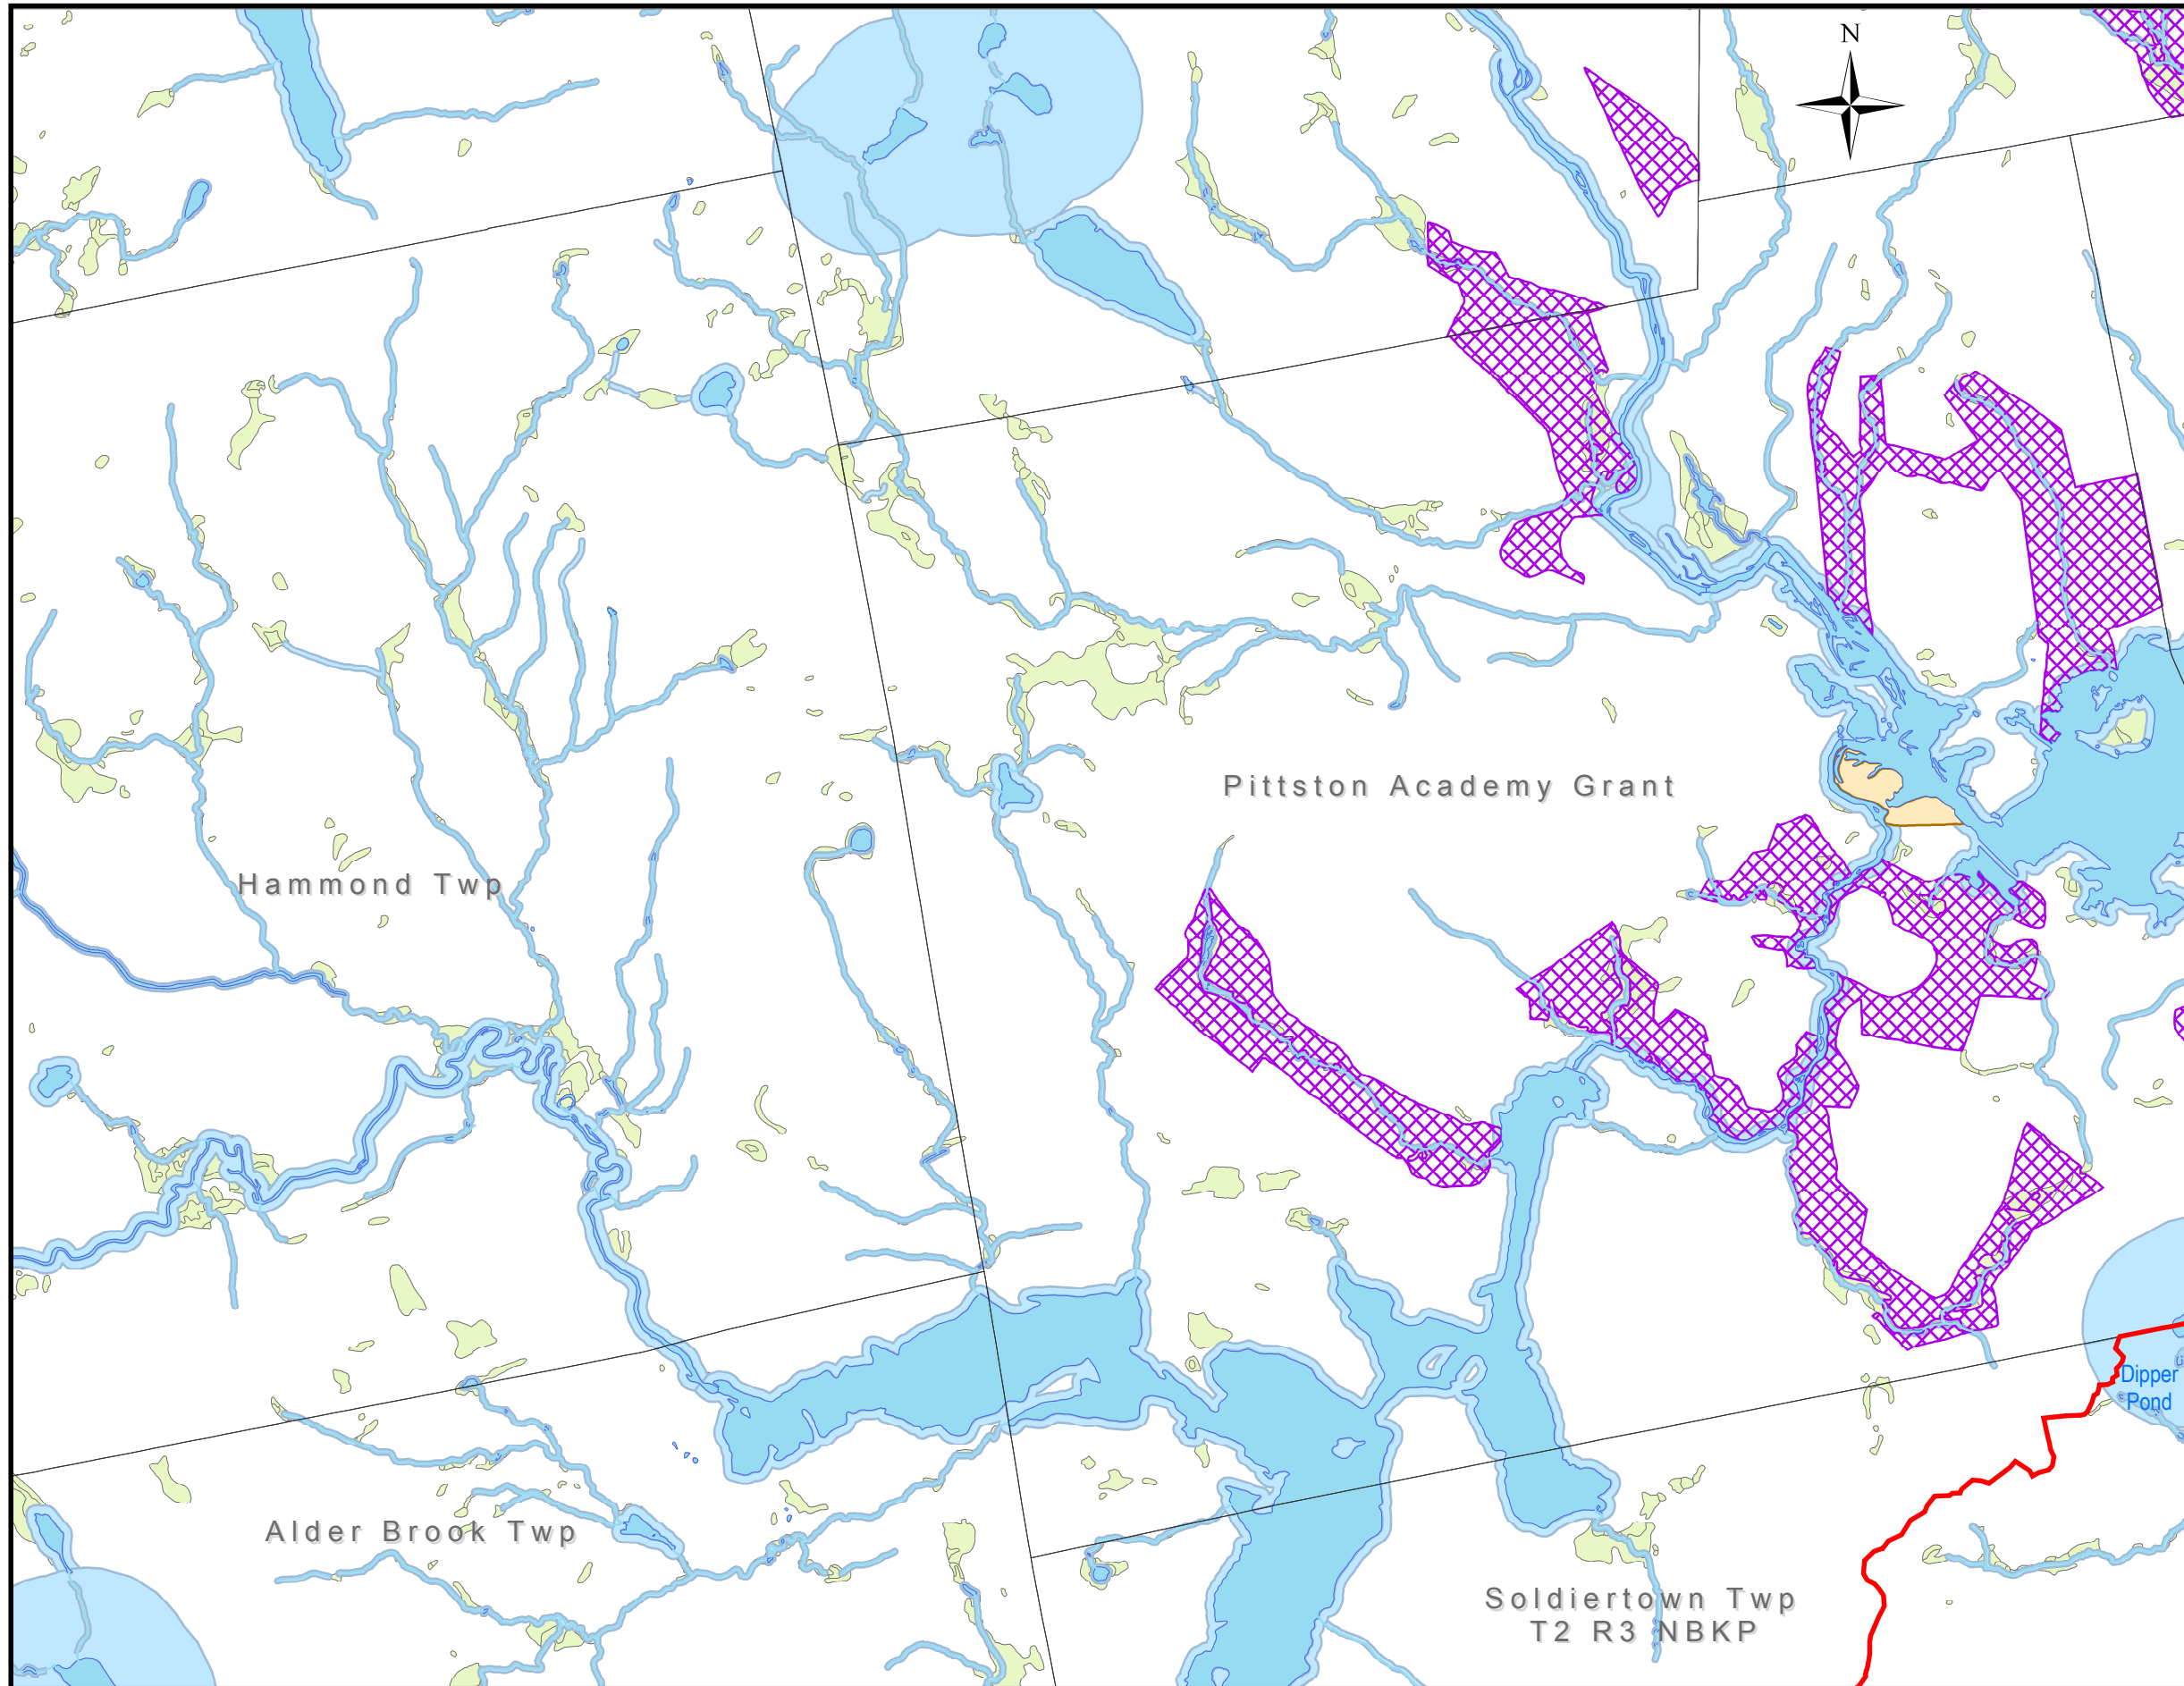 N
Pittston Academy Grant
Hammond Twp
Dipper
Pond
Alder Brook Twp
Soldiertown Twp
T2 R3 NBKP